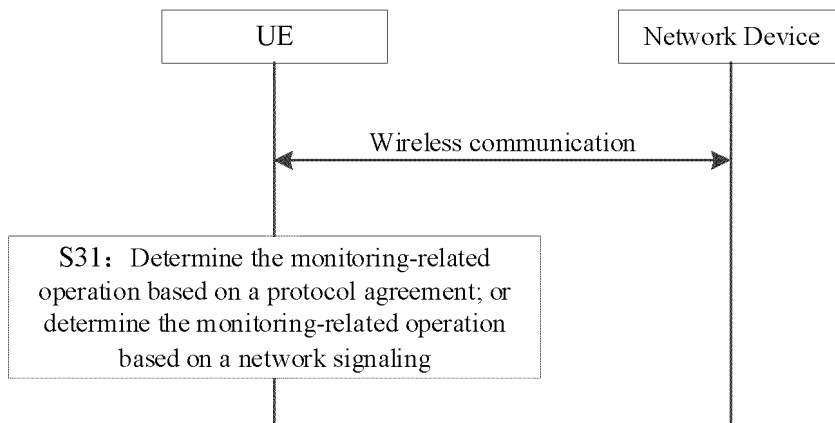 UE
Network Device
Wireless communication
S31：Determine the monitoring-related
operation based on a protocol agreement; or
determine the monitoring-related operation
based on a network signaling